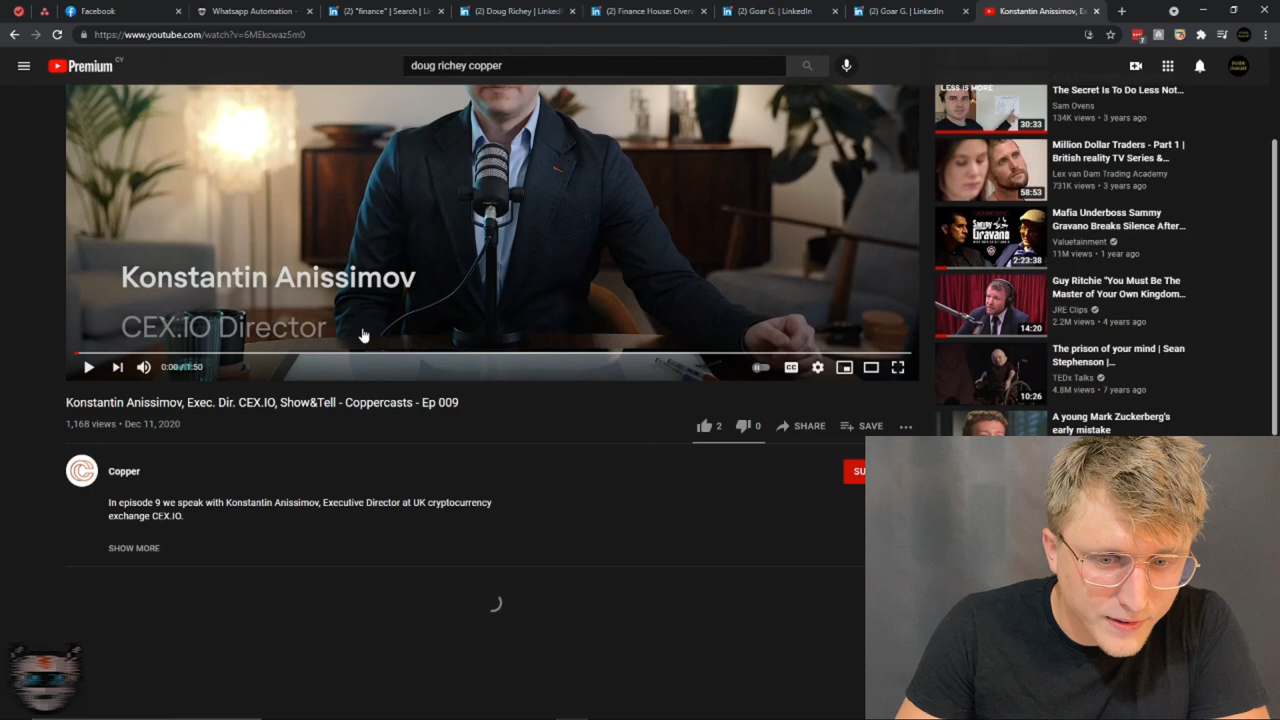 Facebook
Whatsapp Automation -
(2) "finance" | Search | Li
(2) Doug Richey | LinkedI
(2) Finance House: Over
(2) Goar G. | LinkedIn
(2) Goar G. | LinkedIn
Konstantin Anissimov, Ex
https://www.youtube.com/watch?v=6MEkcwaz5m0
Premium CY
doug richey copper
LESS IS MORE
30:33
The Secret Is To Do Less Not...
Sam Ovens
134K views • 3 years ago
58:53
Million Dollar Traders - Part 1 |
British reality TV Series &...
Lex van Dam Trading Academy
731K views • 3 years ago
SAMMY
GRAVANO
2:23:38
Mafia Underboss Sammy
Gravano Breaks Silence After...
Valuetainment
11M views • 1 year ago
14:20
Guy Ritchie "You Must Be The
Master of Your Own Kingdom...
JRE Clips
2.2M views • 4 years ago
10:26
The prison of your mind | Sean
Stephenson |...
TEDx Talks
4.8M views • 7 years ago
A young Mark Zuckerberg's
early mistake
Konstantin Anissimov
CEX.IO Director
0:00 / 1:50
CC
Konstantin Anissimov, Exec. Dir. CEX.IO, Show&Tell - Coppercasts - Ep 009
1,168 views • Dec 11, 2020
2
0
SHARE
SAVE
Copper
SU
In episode 9 we speak with Konstantin Anissimov, Executive Director at UK cryptocurrency
exchange CEX.IO.
SHOW MORE